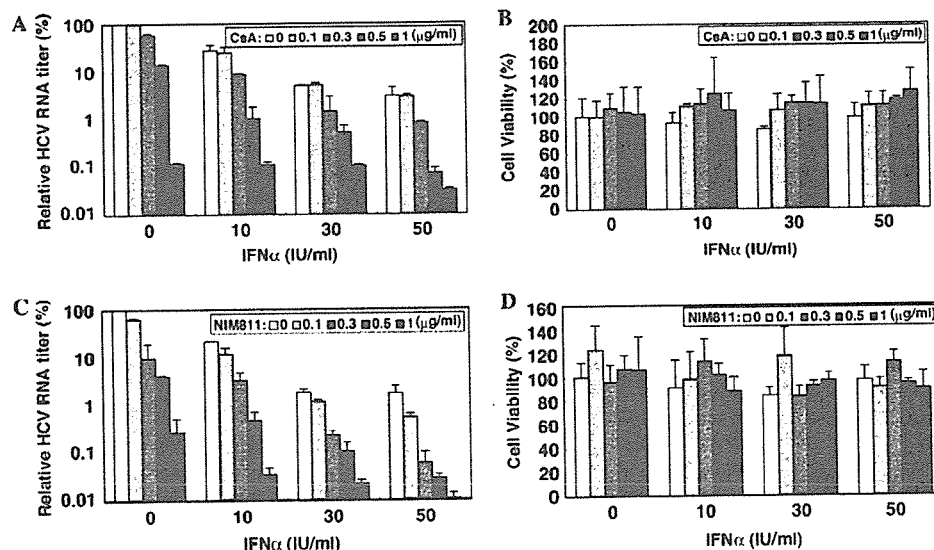 A
Relative HCV RNA titer (%)
100
10
1
0.1
0.01
CsA: 0 0.1 0.3 0.5 1 (μg/ml)
0 10 30 50
IFNα (IU/ml)
B
Cell Viability (%)
200
180
160
140
120
100
80
60
40
20
0
CsA: 0 0.1 0.3 0.5 1 (μg/ml)
0 10 30 50
IFNα (IU/ml)
C
Relative HCV RNA titer (%)
100
10
1
0.1
0.01
NIM811: 0 0.1 0.3 0.5 1 (μg/ml)
0 10 30 50
IFNα (IU/ml)
D
Cell Viability (%)
160
140
120
100
80
60
40
20
0
NIM811: 0 0.1 0.3 0.5 1 (μg/ml)
0 10 30 50
IFNα (IU/ml)